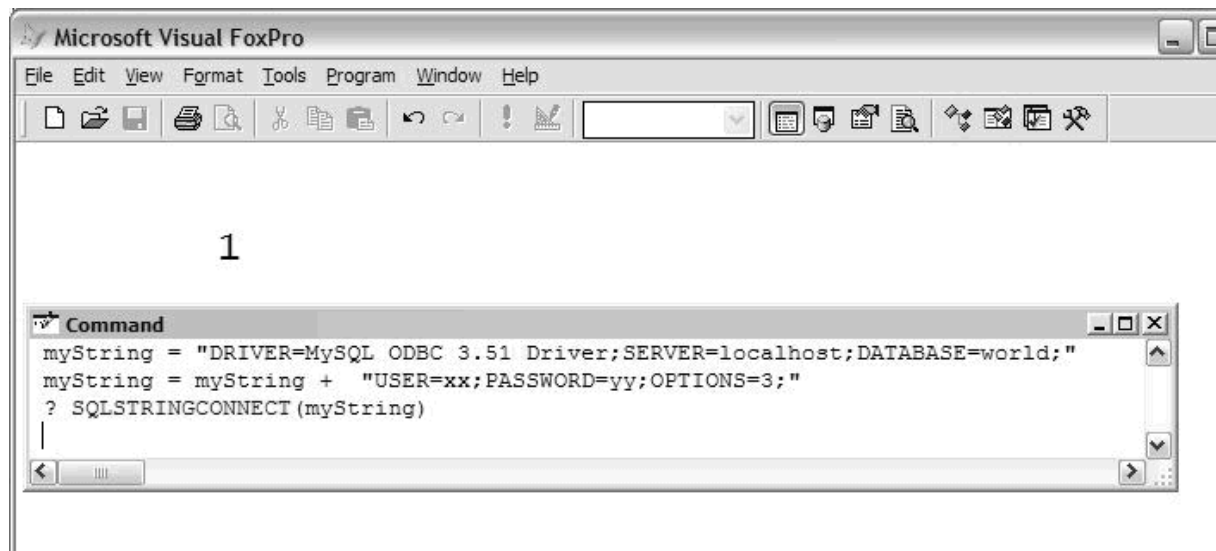 Microsoft Visual FoxPro
File Edit View Format Tools Program Window Help
1
Command
myString = "DRIVER=MySQL ODBC 3.51 Driver;SERVER=localhost;DATABASE=world;"
myString = myString +  "USER=xx;PASSWORD=yy;OPTIONS=3;"
? SQLSTRINGCONNECT(myString)